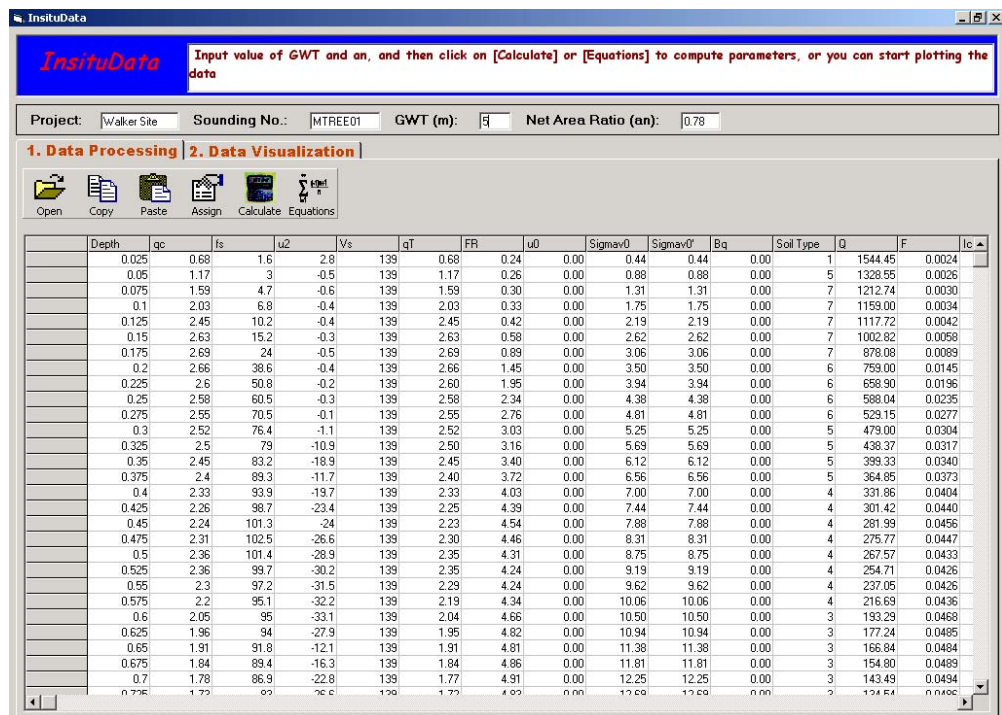 InsituData
InsituData
Input value of GWT and an, and then click on [Calculate] or [Equations] to compute parameters, or you can start plotting the
data
Project: Walker Site Sounding No.: MTREE01 GWT (m): 5 Net Area Ratio (an): 0.78
1. Data Processing 2. Data Visualization
Open Copy Paste Assign Calculate Equations
Depth qc fs u2 Vs qT FR u0 Sigmav0 Sigmav0' Bq Soil Type Q F Ic
0.025 0.68 1.6 2.8 139 0.68 0.24 0.00 0.44 0.44 0.00 1 1544.45 0.0024
0.05 1.17 3 -0.5 139 1.17 0.26 0.00 0.88 0.88 0.00 5 1328.55 0.0026
0.075 1.59 4.7 -0.6 139 1.59 0.30 0.00 1.31 1.31 0.00 7 1212.74 0.0030
0.1 2.03 6.8 -0.4 139 2.03 0.33 0.00 1.75 1.75 0.00 7 1159.00 0.0034
0.125 2.45 10.2 -0.4 139 2.45 0.42 0.00 2.19 2.19 0.00 7 1117.72 0.0042
0.15 2.63 15.2 -0.3 139 2.63 0.58 0.00 2.62 2.62 0.00 7 1002.82 0.0058
0.175 2.69 24 -0.5 139 2.69 0.89 0.00 3.06 3.06 0.00 7 878.08 0.0089
0.2 2.66 38.6 -0.4 139 2.66 1.45 0.00 3.50 3.50 0.00 6 759.00 0.0145
0.225 2.6 50.8 -0.2 139 2.60 1.95 0.00 3.94 3.94 0.00 6 658.90 0.0196
0.25 2.58 60.5 -0.3 139 2.58 2.34 0.00 4.38 4.38 0.00 6 588.04 0.0235
0.275 2.55 70.5 -0.1 139 2.55 2.76 0.00 4.81 4.81 0.00 6 529.15 0.0277
0.3 2.52 76.4 -1.1 139 2.52 3.03 0.00 5.25 5.25 0.00 5 479.00 0.0304
0.325 2.5 79 -10.9 139 2.50 3.16 0.00 5.69 5.69 0.00 5 438.37 0.0317
0.35 2.45 83.2 -18.9 139 2.45 3.40 0.00 6.12 6.12 0.00 5 399.33 0.0340
0.375 2.4 89.3 -11.7 139 2.40 3.72 0.00 6.56 6.56 0.00 5 364.85 0.0373
0.4 2.33 93.9 -19.7 139 2.33 4.03 0.00 7.00 7.00 0.00 4 331.86 0.0404
0.425 2.26 98.7 -23.4 139 2.25 4.39 0.00 7.44 7.44 0.00 4 301.42 0.0440
0.45 2.24 101.3 -24 139 2.23 4.54 0.00 7.88 7.88 0.00 4 281.99 0.0456
0.475 2.31 102.5 -26.6 139 2.30 4.46 0.00 8.31 8.31 0.00 4 275.77 0.0447
0.5 2.36 101.4 -28.9 139 2.35 4.31 0.00 8.75 8.75 0.00 4 267.57 0.0433
0.525 2.36 99.7 -30.2 139 2.35 4.24 0.00 9.19 9.19 0.00 4 254.71 0.0426
0.55 2.3 97.2 -31.5 139 2.29 4.24 0.00 9.62 9.62 0.00 4 237.05 0.0426
0.575 2.2 95.1 -32.2 139 2.19 4.34 0.00 10.06 10.06 0.00 4 216.69 0.0436
0.6 2.05 95 -33.1 139 2.04 4.66 0.00 10.50 10.50 0.00 3 193.29 0.0468
0.625 1.96 94 -27.9 139 1.95 4.82 0.00 10.94 10.94 0.00 3 177.24 0.0485
0.65 1.91 91.8 -12.1 139 1.91 4.81 0.00 11.38 11.38 0.00 3 166.84 0.0484
0.675 1.84 89.4 -16.3 139 1.84 4.86 0.00 11.81 11.81 0.00 3 154.80 0.0489
0.7 1.78 86.9 -22.8 139 1.77 4.91 0.00 12.25 12.25 0.00 3 143.49 0.0494